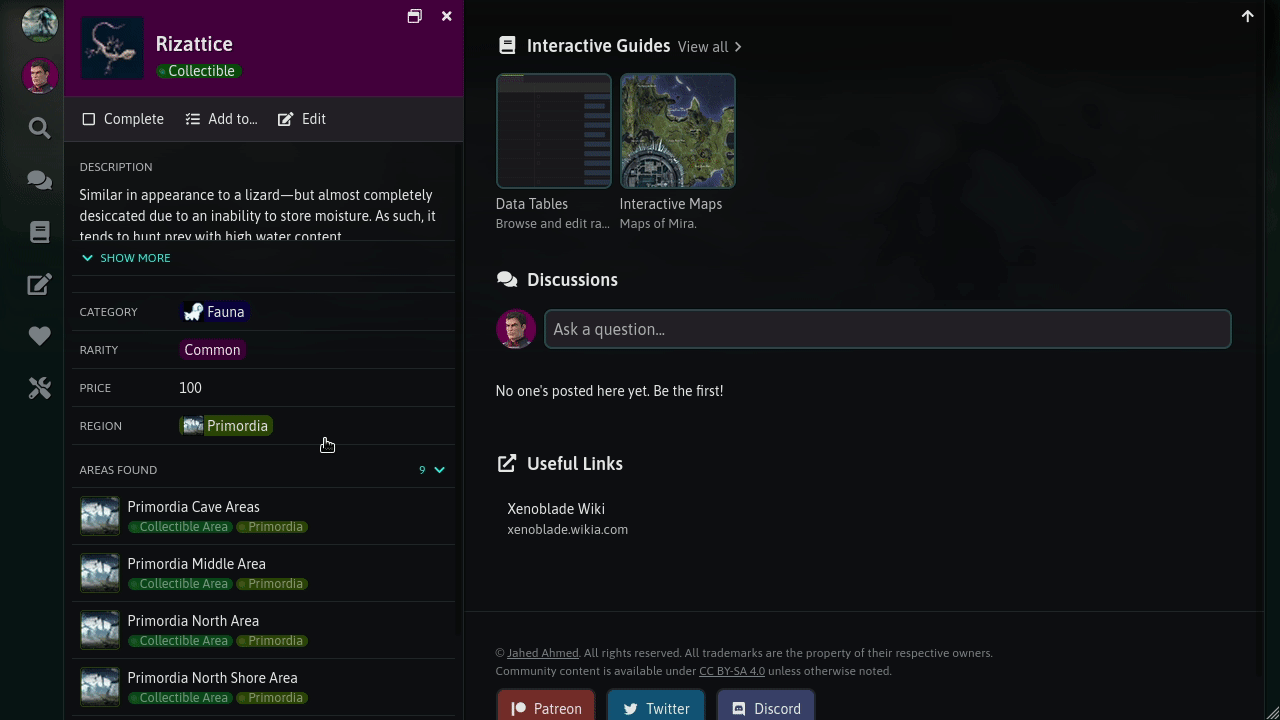 Rizattice
Collectible
Complete
Add to...
Edit
DESCRIPTION
Similar in appearance to a lizard—but almost completely
desiccated due to an inability to store moisture. As such, it
tends to hunt prey with high water content.
SHOW MORE
CATEGORY
Fauna
RARITY
Common
PRICE
100
REGION
Primordia
AREAS FOUND
9
Primordia Cave Areas
Collectible Area
Primordia
Primordia Middle Area
Collectible Area
Primordia
Primordia North Area
Collectible Area
Primordia
Primordia North Shore Area
Collectible Area
Primordia
Interactive Guides
View all
Data Tables
Browse and edit ra...
Interactive Maps
Maps of Mira.
Discussions
Ask a question...
No one's posted here yet. Be the first!
Useful Links
Xenoblade Wiki
xenoblade.wikia.com
© Jahed Ahmed. All rights reserved. All trademarks are the property of their respective owners.
Community content is available under CC BY-SA 4.0 unless otherwise noted.
Patreon
Twitter
Discord